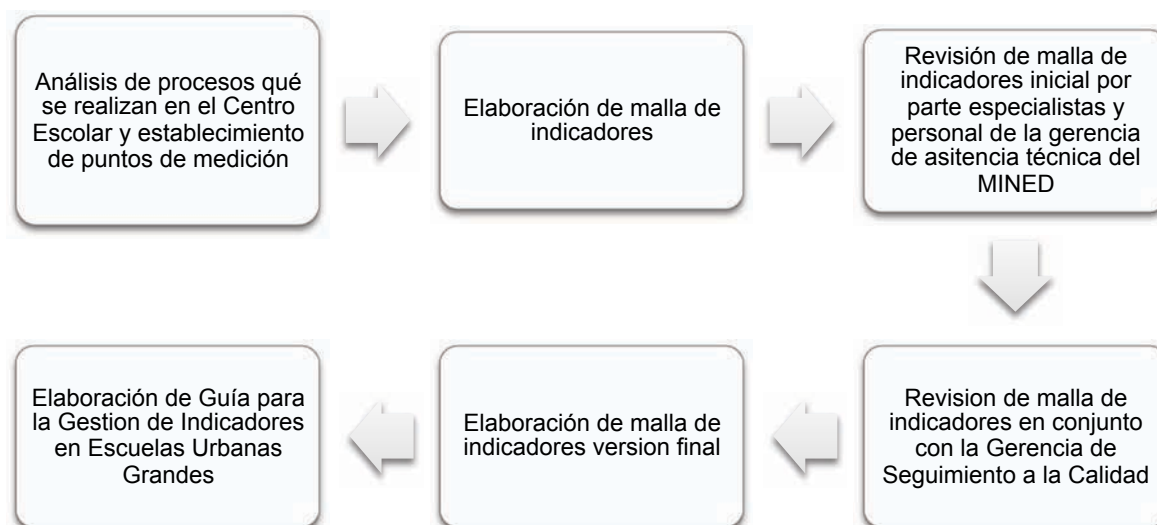 Análisis de procesos qué
se realizan en el Centro
Escolar y establecimiento
de puntos de medición
Elaboración de malla de
indicadores
Revisión de malla de
indicadores inicial por
parte especialistas y
personal de la gerencia
de asitencia técnica del
MINED
Revision de malla de
indicadores en conjunto
con la Gerencia de
Seguimiento a la Calidad
Elaboración de malla de
indicadores version final
Elaboración de Guía para
la Gestion de Indicadores
en Escuelas Urbanas
Grandes